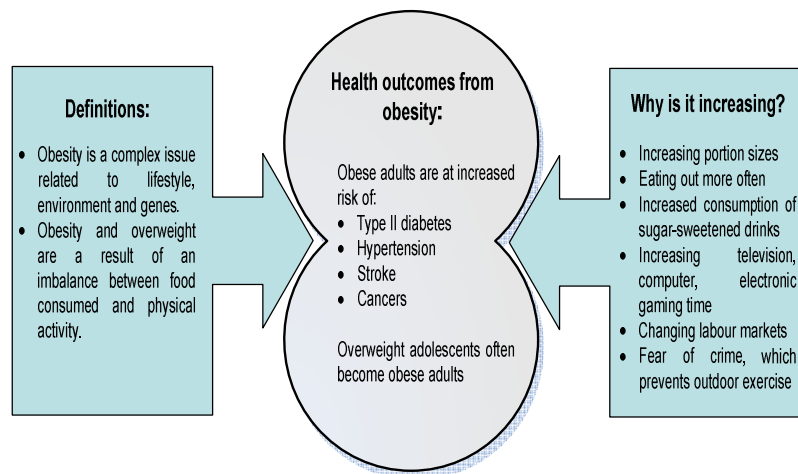 Definitions:
• Obesity is a complex issue
related to lifestyle,
environment and genes.
• Obesity and overweight
are a result of an
imbalance between food
consumed and physical
activity.
Health outcomes from
obesity:
Obese adults are at increased
risk of:
• Type II diabetes
• Hypertension
• Stroke
• Cancers
Overweight adolescents often
become obese adults
Why is it increasing?
• Increasing portion sizes
• Eating out more often
• Increased consumption of
sugar-sweetened drinks
• Increasing television,
computer, electronic
gaming time
• Changing labour markets
• Fear of crime, which
prevents outdoor exercise